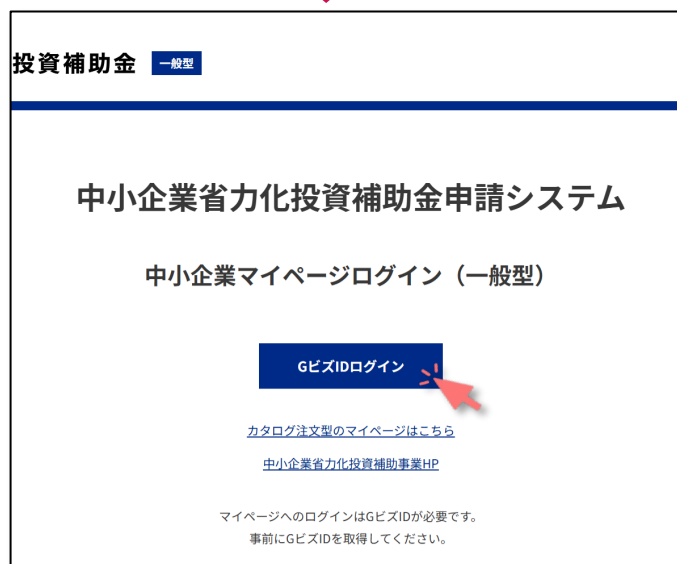 投資補助金 一般型
中小企業省力化投資補助金申請システム
中小企業マイページログイン（一般型）
GビズIDログイン
カタログ注文型のマイページはこちら
中小企業省力化投資補助事業HP
マイページへのログインはGビズIDが必要です。
事前にGビズIDを取得してください。